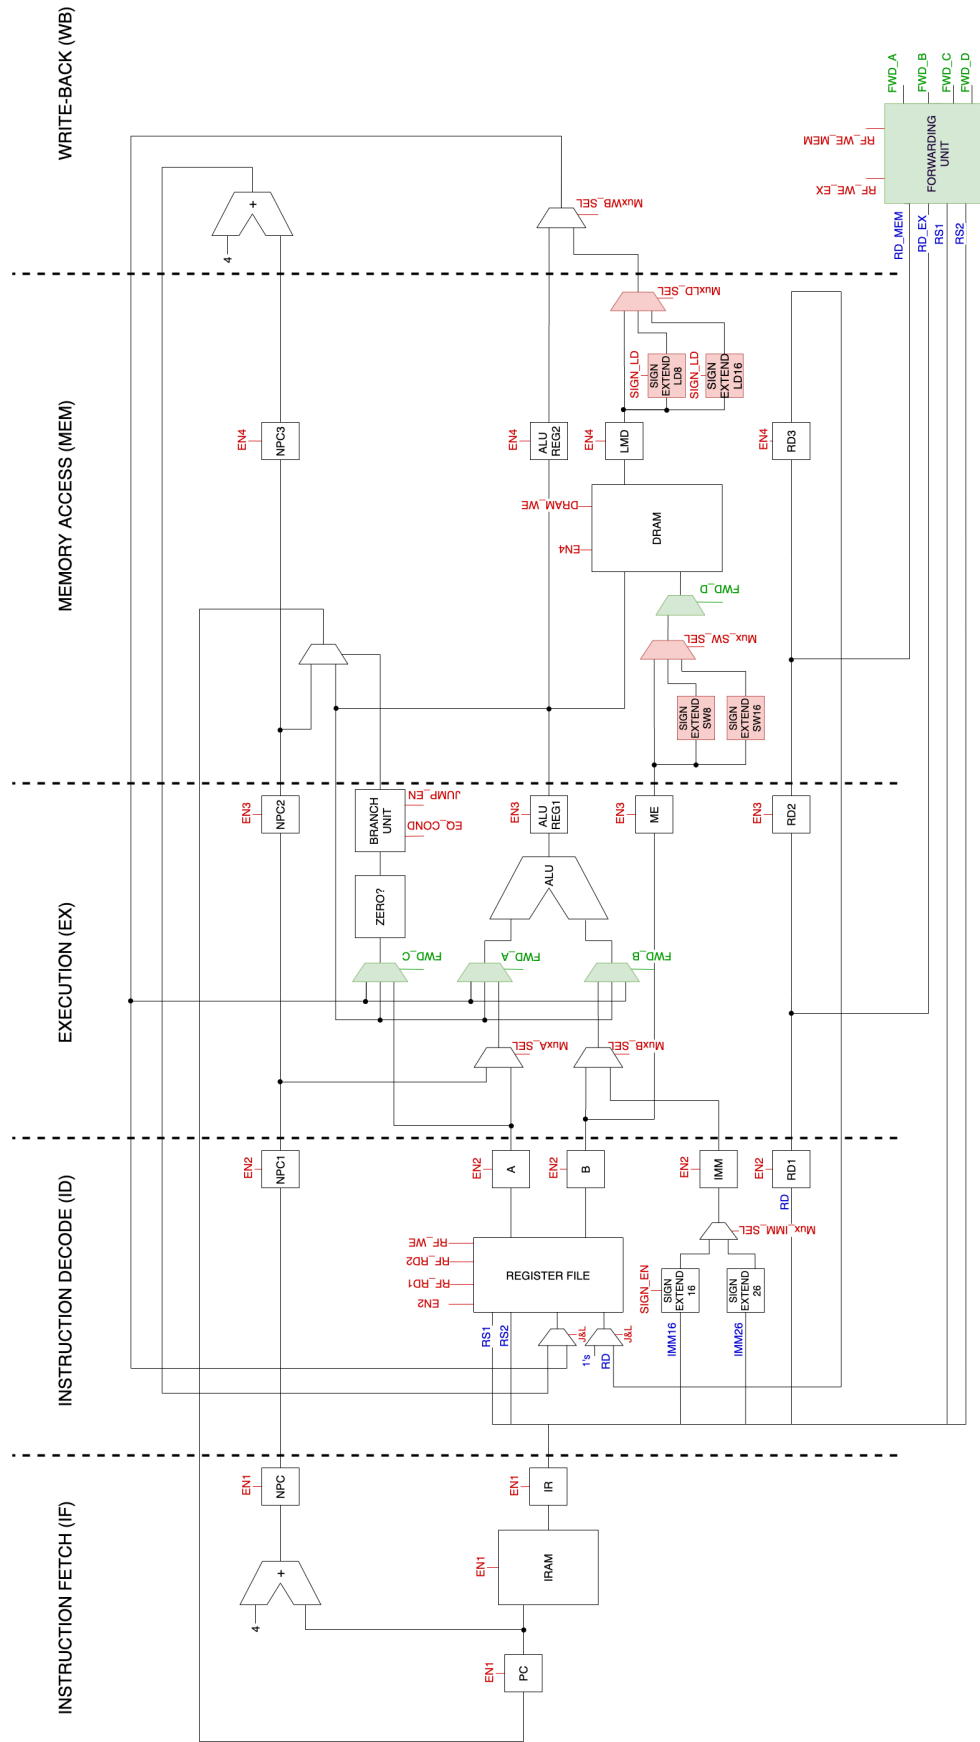 INSTRUCTION FETCH (IF)
INSTRUCTION DECODE (ID)
EXECUTION (EX)
MEMORY ACCESS (MEM)
WRITE-BACK (WB)
4
+
EN1
NPC
EN1
PC
EN1
IRAM
EN1
IR
EN2
NPC1
RS1
RS2
EN2
RF_RD1
RF_RD2
RF_WE
REGISTER FILE
J&L
1's
RD
J&L
EN2
A
EN2
B
IMM16
SIGN_EN
SIGN
EXTEND
16
IMM26
SIGN
EXTEND
26
Mux_IMM_SEL
EN2
IMM
RD
EN2
RD1
MuxA_SEL
MuxB_SEL
FWD_C
FWD_A
FWD_B
ZERO?
BRANCH
UNIT
EQ_COND
JUMP_EN
ALU
EN3
NPC2
EN3
ALU
REG1
EN3
ME
EN3
RD2
SIGN
EXTEND
SW8
SIGN
EXTEND
SW16
Mux_SW_SEL
FWD_D
EN4
DRAM_WE
DRAM
EN4
NPC3
EN4
ALU
REG2
EN4
LMD
EN4
RD3
SIGN_LD
SIGN
EXTEND
LD8
SIGN_LD
SIGN
EXTEND
LD16
MuxLD_SEL
4
+
MuxWB_SEL
RD_MEM
RD_EX
RS1
RS2
RF_WE_EX
RF_WE_MEM
FORWARDING
UNIT
FWD_A
FWD_B
FWD_C
FWD_D